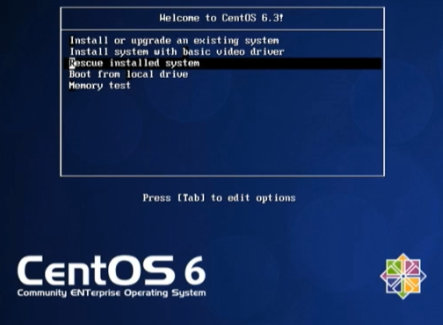 Welcome to CentOS 6.3!
Install or upgrade an existing system
Install system with basic video driver
Rescue installed system
Boot from local drive
Memory test
Press [Tab] to edit options
CentOS 6
Community ENTerprise Operating System